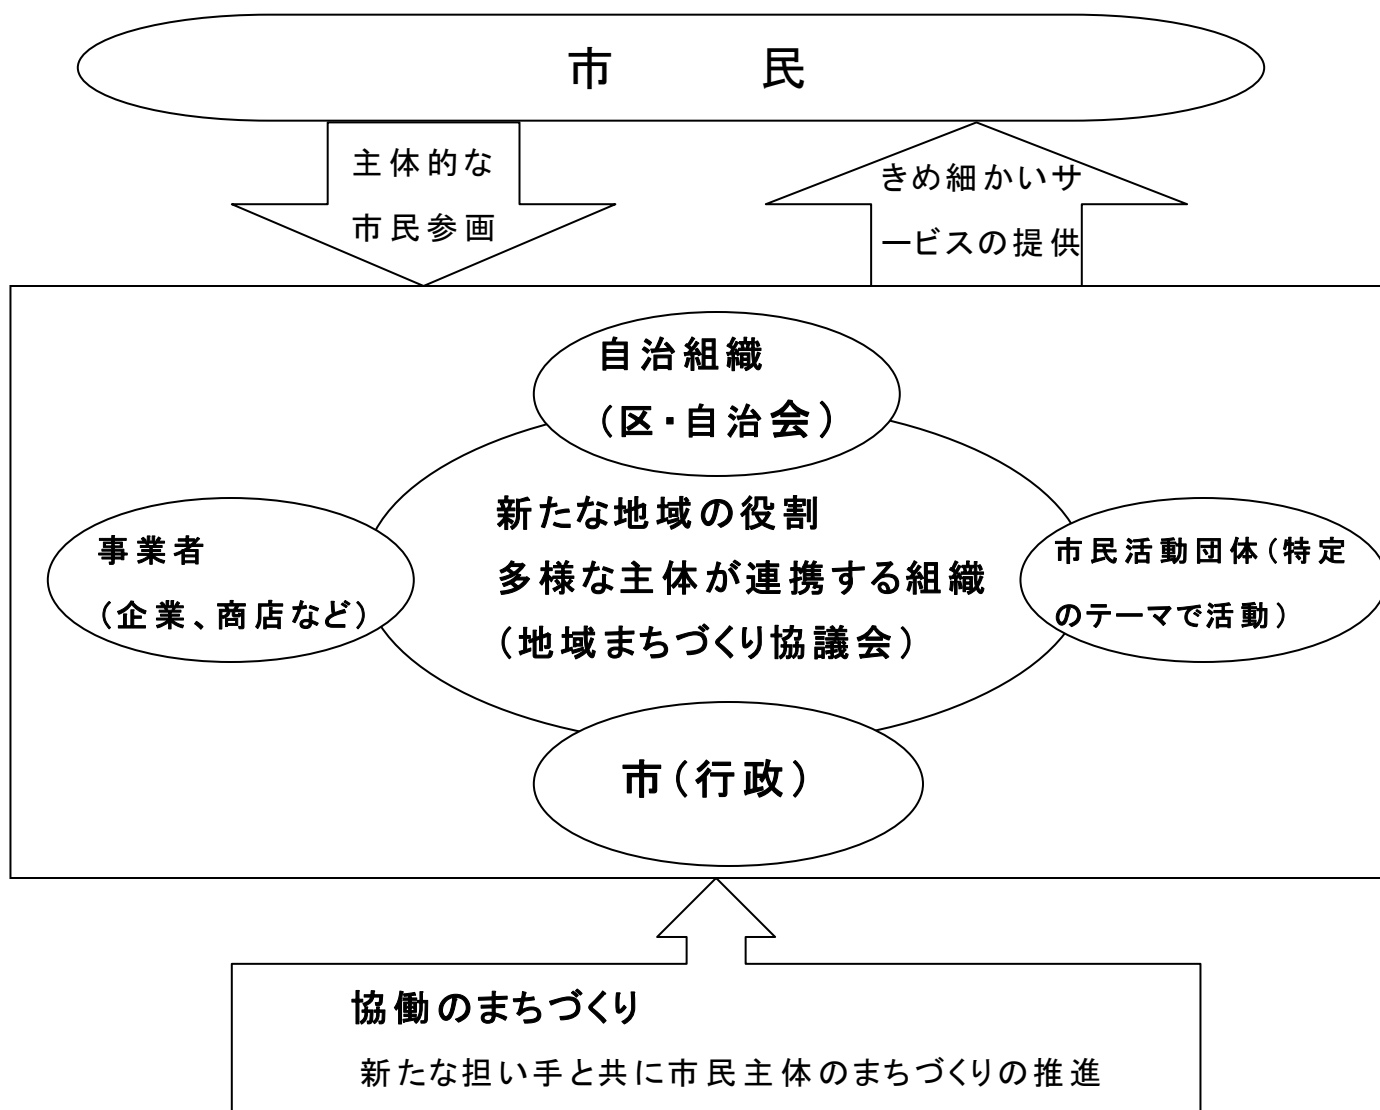 市　　　民
主体的な
市民参画
きめ細かいサ
ービスの提供
自治組織
（区・自治会）
新たな地域の役割
多様な主体が連携する組織
（地域まちづくり協議会）
事業者
（企業、商店など）
市民活動団体（特定
のテーマで活動）
市（行政）
協働のまちづくり
新たな担い手と共に市民主体のまちづくりの推進